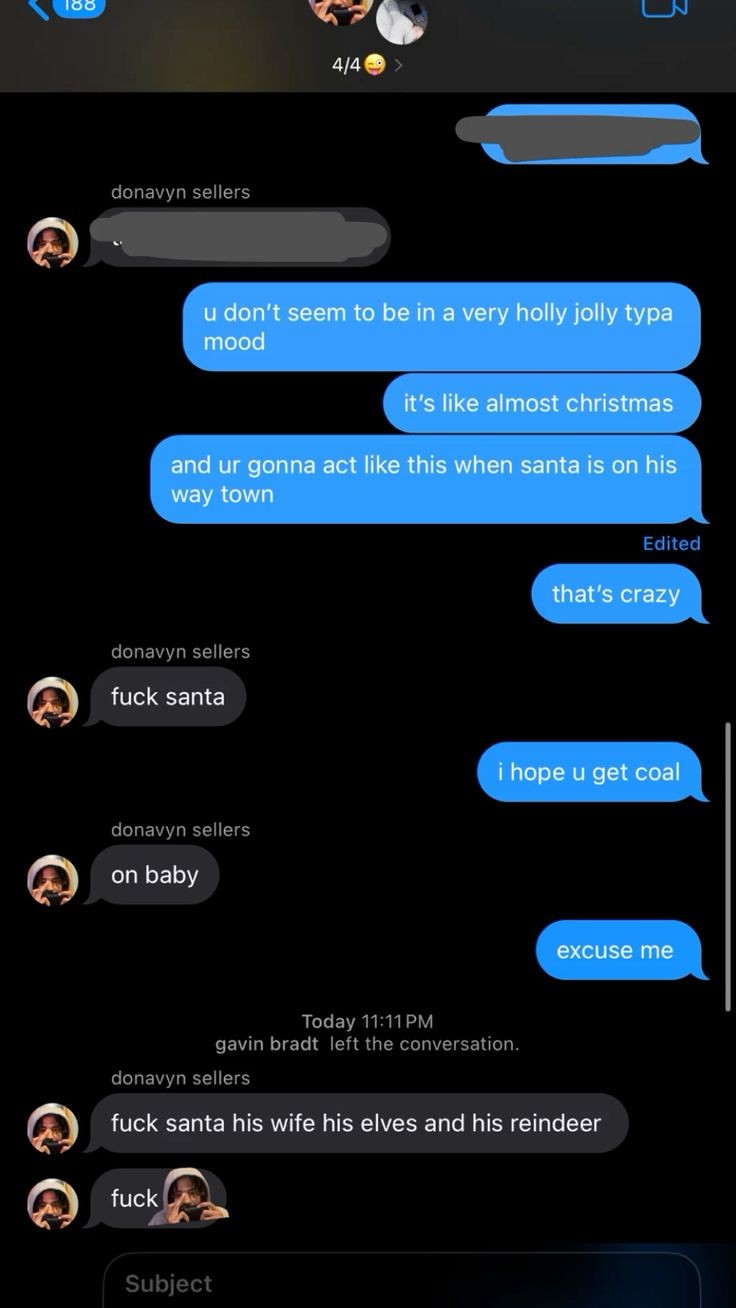 188
4/4😜 >
donavyn sellers
u don't seem to be in a very holly jolly typa
mood
it's like almost christmas
and ur gonna act like this when santa is on his
way town
Edited
that's crazy
donavyn sellers
fuck santa
i hope u get coal
donavyn sellers
on baby
excuse me
Today 11:11 PM
gavin bradt left the conversation.
donavyn sellers
fuck santa his wife his elves and his reindeer
fuck
Subject